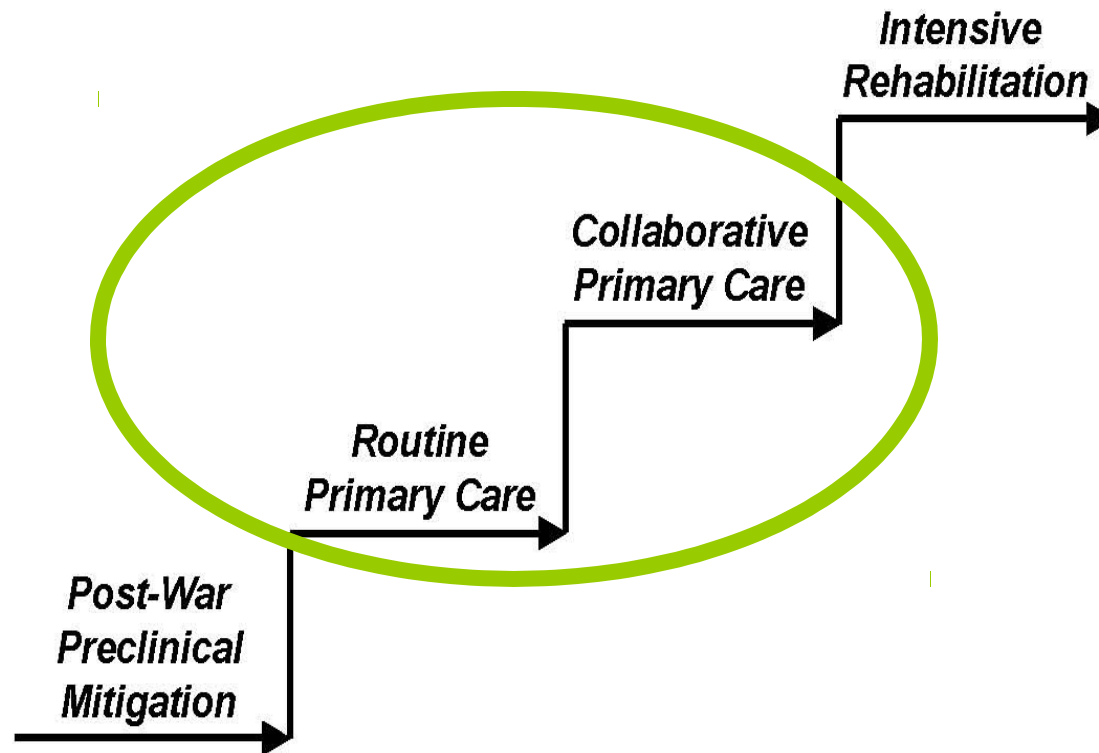 Intensive
Rehabilitation
Collaborative
Primary Care
Routine
Primary Care
Post-War
Preclinical
Mitigation